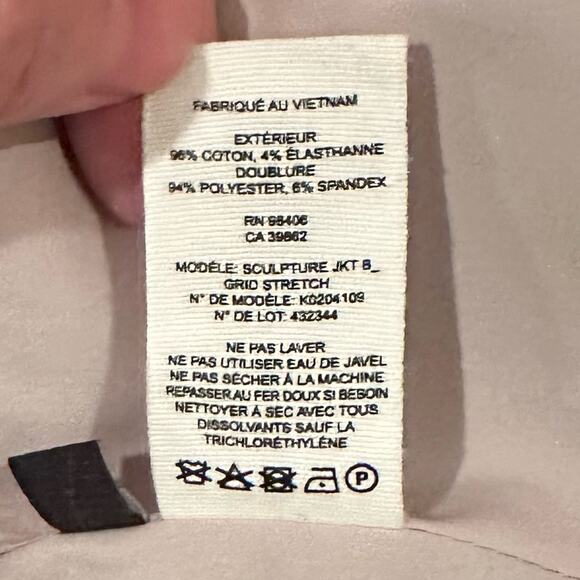 FABRIQUÉ AU VIETNAM
EXTÉRIEUR
96% COTON, 4% ÉLASTHANNE
DOUBLURE
94% POLYESTER, 6% SPANDEX
RN 96406
CA 39862
MODÈLE: SCULPTURE JKT B_
GRID STRETCH
N° DE MODÈLE: KG204109
N° DE LOT: 432344
NE PAS LAVER
NE PAS UTILISER EAU DE JAVEL
NE PAS SÉCHER À LA MACHINE
REPASSER AU FER DOUX SI BESOIN
NETTOYER À SEC AVEC TOUS
DISSOLVANTS SAUF LA
TRICHLORÉTHYLÈNE
P